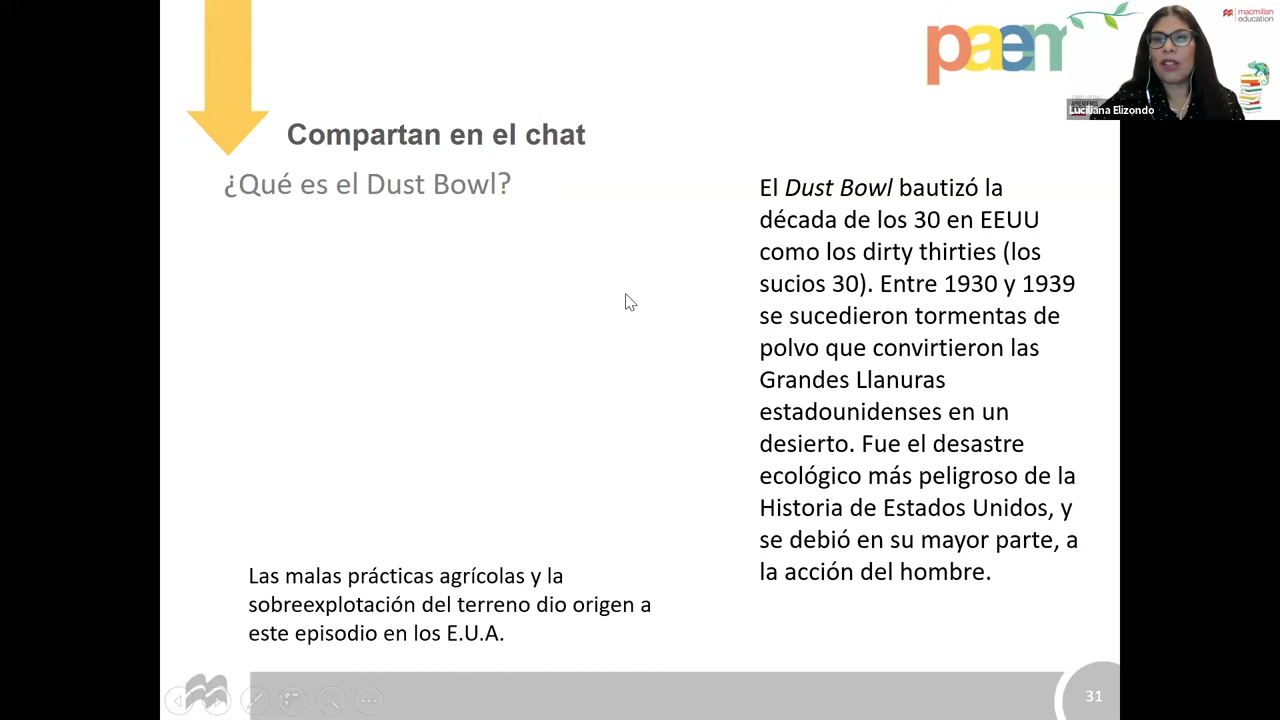 paem
macmillan
education
Luciliana Elizondo
Compartan en el chat
¿Qué es el Dust Bowl?
El Dust Bowl bautizó la
década de los 30 en EEUU
como los dirty thirties (los
sucios 30). Entre 1930 y 1939
se sucedieron tormentas de
polvo que convirtieron las
Grandes Llanuras
estadounidenses en un
desierto. Fue el desastre
ecológico más peligroso de la
Historia de Estados Unidos, y
se debió en su mayor parte, a
la acción del hombre.
Las malas prácticas agrícolas y la
sobreexplotación del terreno dio origen a
este episodio en los E.U.A.
31